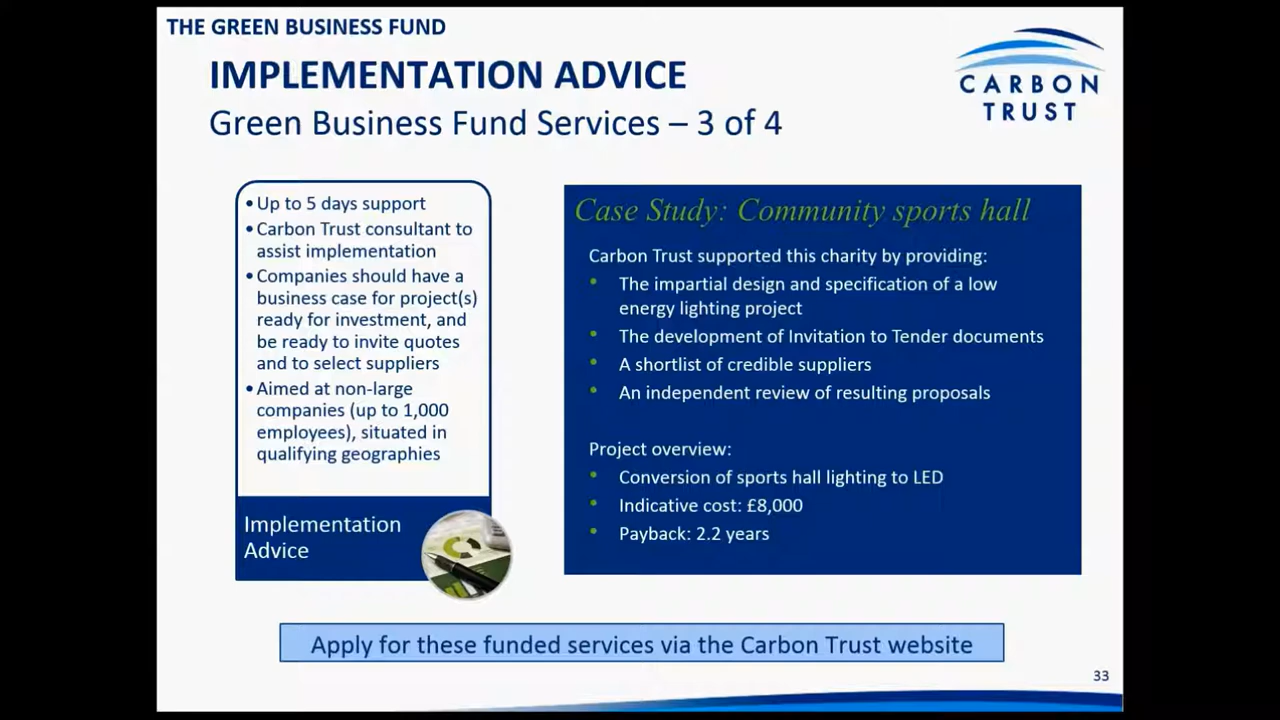 THE GREEN BUSINESS FUND
IMPLEMENTATION ADVICE
Green Business Fund Services – 3 of 4
CARBON
TRUST
•Up to 5 days support
•Carbon Trust consultant to
assist implementation
•Companies should have a
business case for project(s)
ready for investment, and
be ready to invite quotes
and to select suppliers
•Aimed at non-large
companies (up to 1,000
employees), situated in
qualifying geographies
Implementation
Advice
Case Study: Community sports hall
Carbon Trust supported this charity by providing:
• The impartial design and specification of a low
energy lighting project
• The development of Invitation to Tender documents
• A shortlist of credible suppliers
• An independent review of resulting proposals
Project overview:
• Conversion of sports hall lighting to LED
• Indicative cost: £8,000
• Payback: 2.2 years
Apply for these funded services via the Carbon Trust website
33